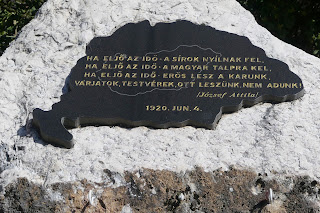 HA ELJŐ AZ IDŐ - A SÍROK NYÍLNAK FEL,
HA ELJŐ AZ IDŐ - A MAGYAR TALPRA KEL,
HA ELJŐ AZ IDŐ - ERŐS LESZ A KARUNK,
VÁRJATOK, TESTVÉREK, OTT LESZÜNK, NEM ADUNK!
(József Attila)
1920. JUN. 4.